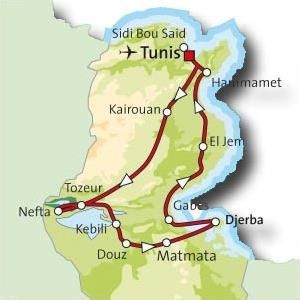 Sidi Bou Said
Tunis
Hammamet
Kairouan
El Jem
Tozeur
Nefta
Gabes
Djerba
Kebili
Douz
Matmata